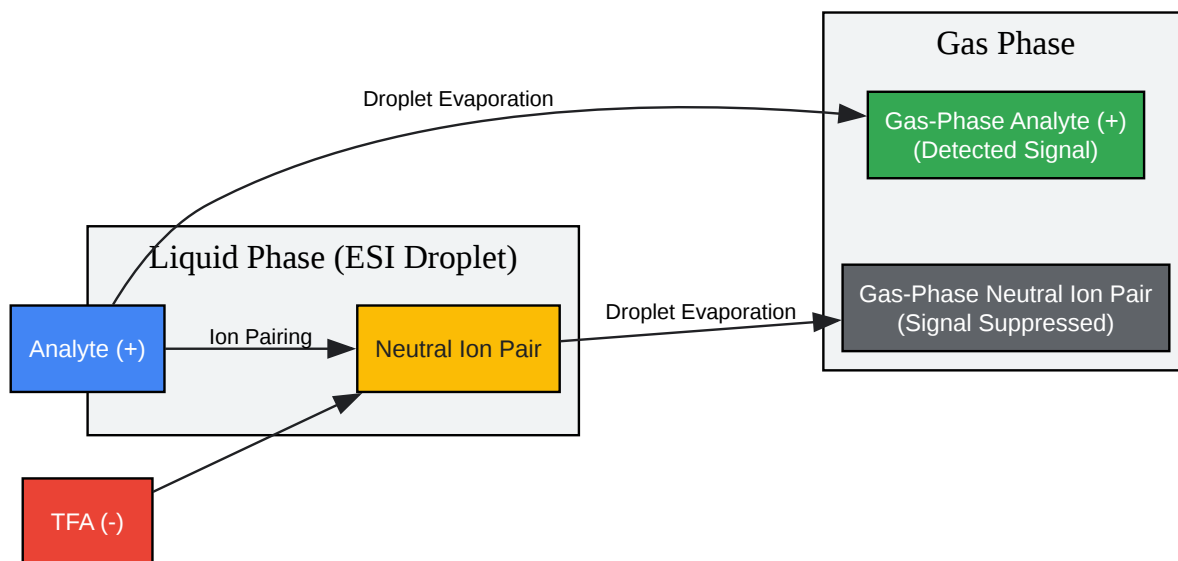 Gas Phase
Droplet Evaporation
Gas-Phase Analyte (+)
(Detected Signal)
Liquid Phase (ESI Droplet)
Analyte (+)
Ion Pairing
Neutral Ion Pair
Droplet Evaporation
Gas-Phase Neutral Ion Pair
(Signal Suppressed)
TFA (-)